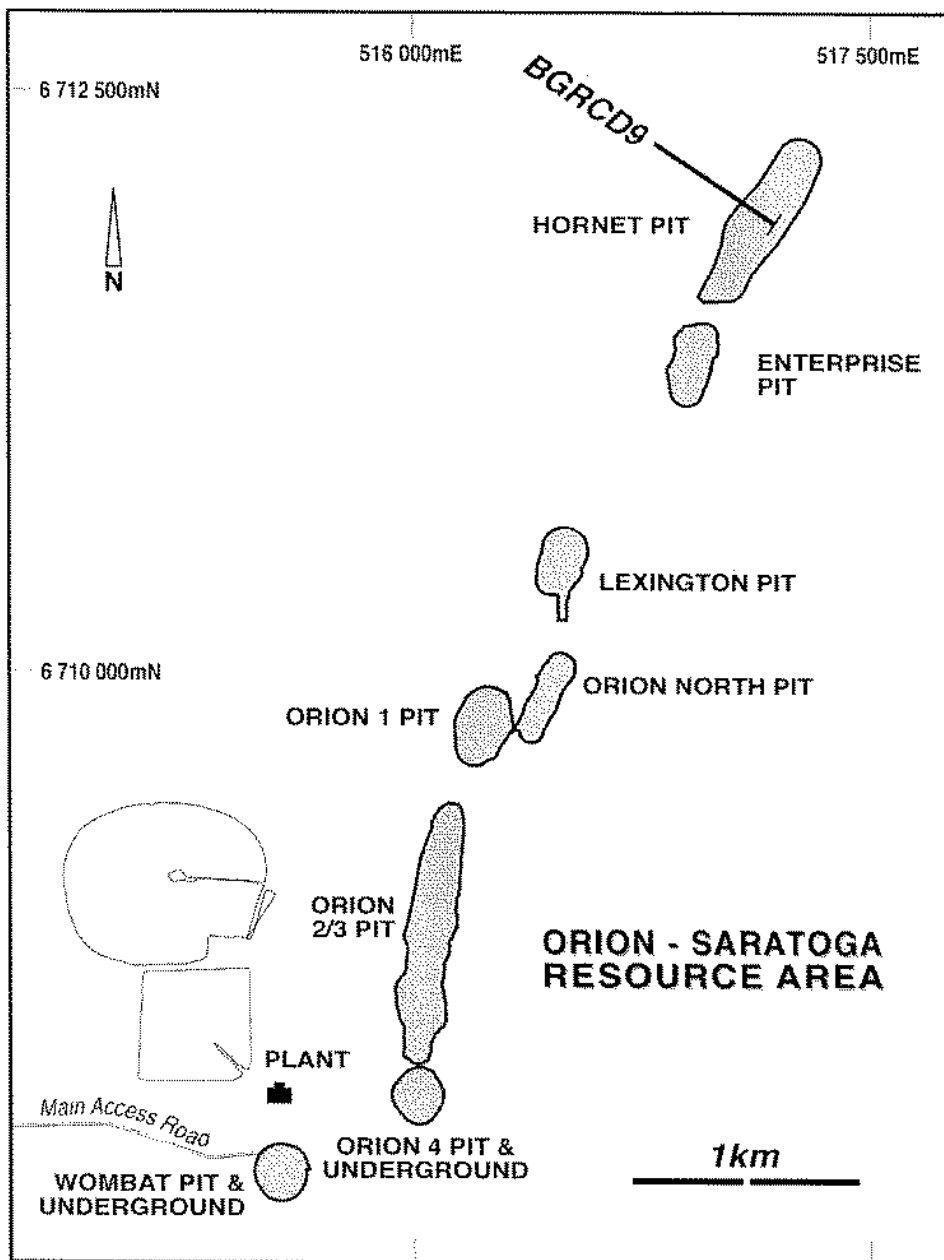 516 000mE
517 500mE
6 712 500mN
BGRCD9
N
HORNET PIT
ENTERPRISE
PIT
LEXINGTON PIT
6 710 000mN
ORION NORTH PIT
ORION 1 PIT
ORION
2/3 PIT
ORION - SARATOGA
RESOURCE AREA
PLANT
Main Access Road
ORION 4 PIT &
UNDERGROUND
1km
WOMBAT PIT &
UNDERGROUND